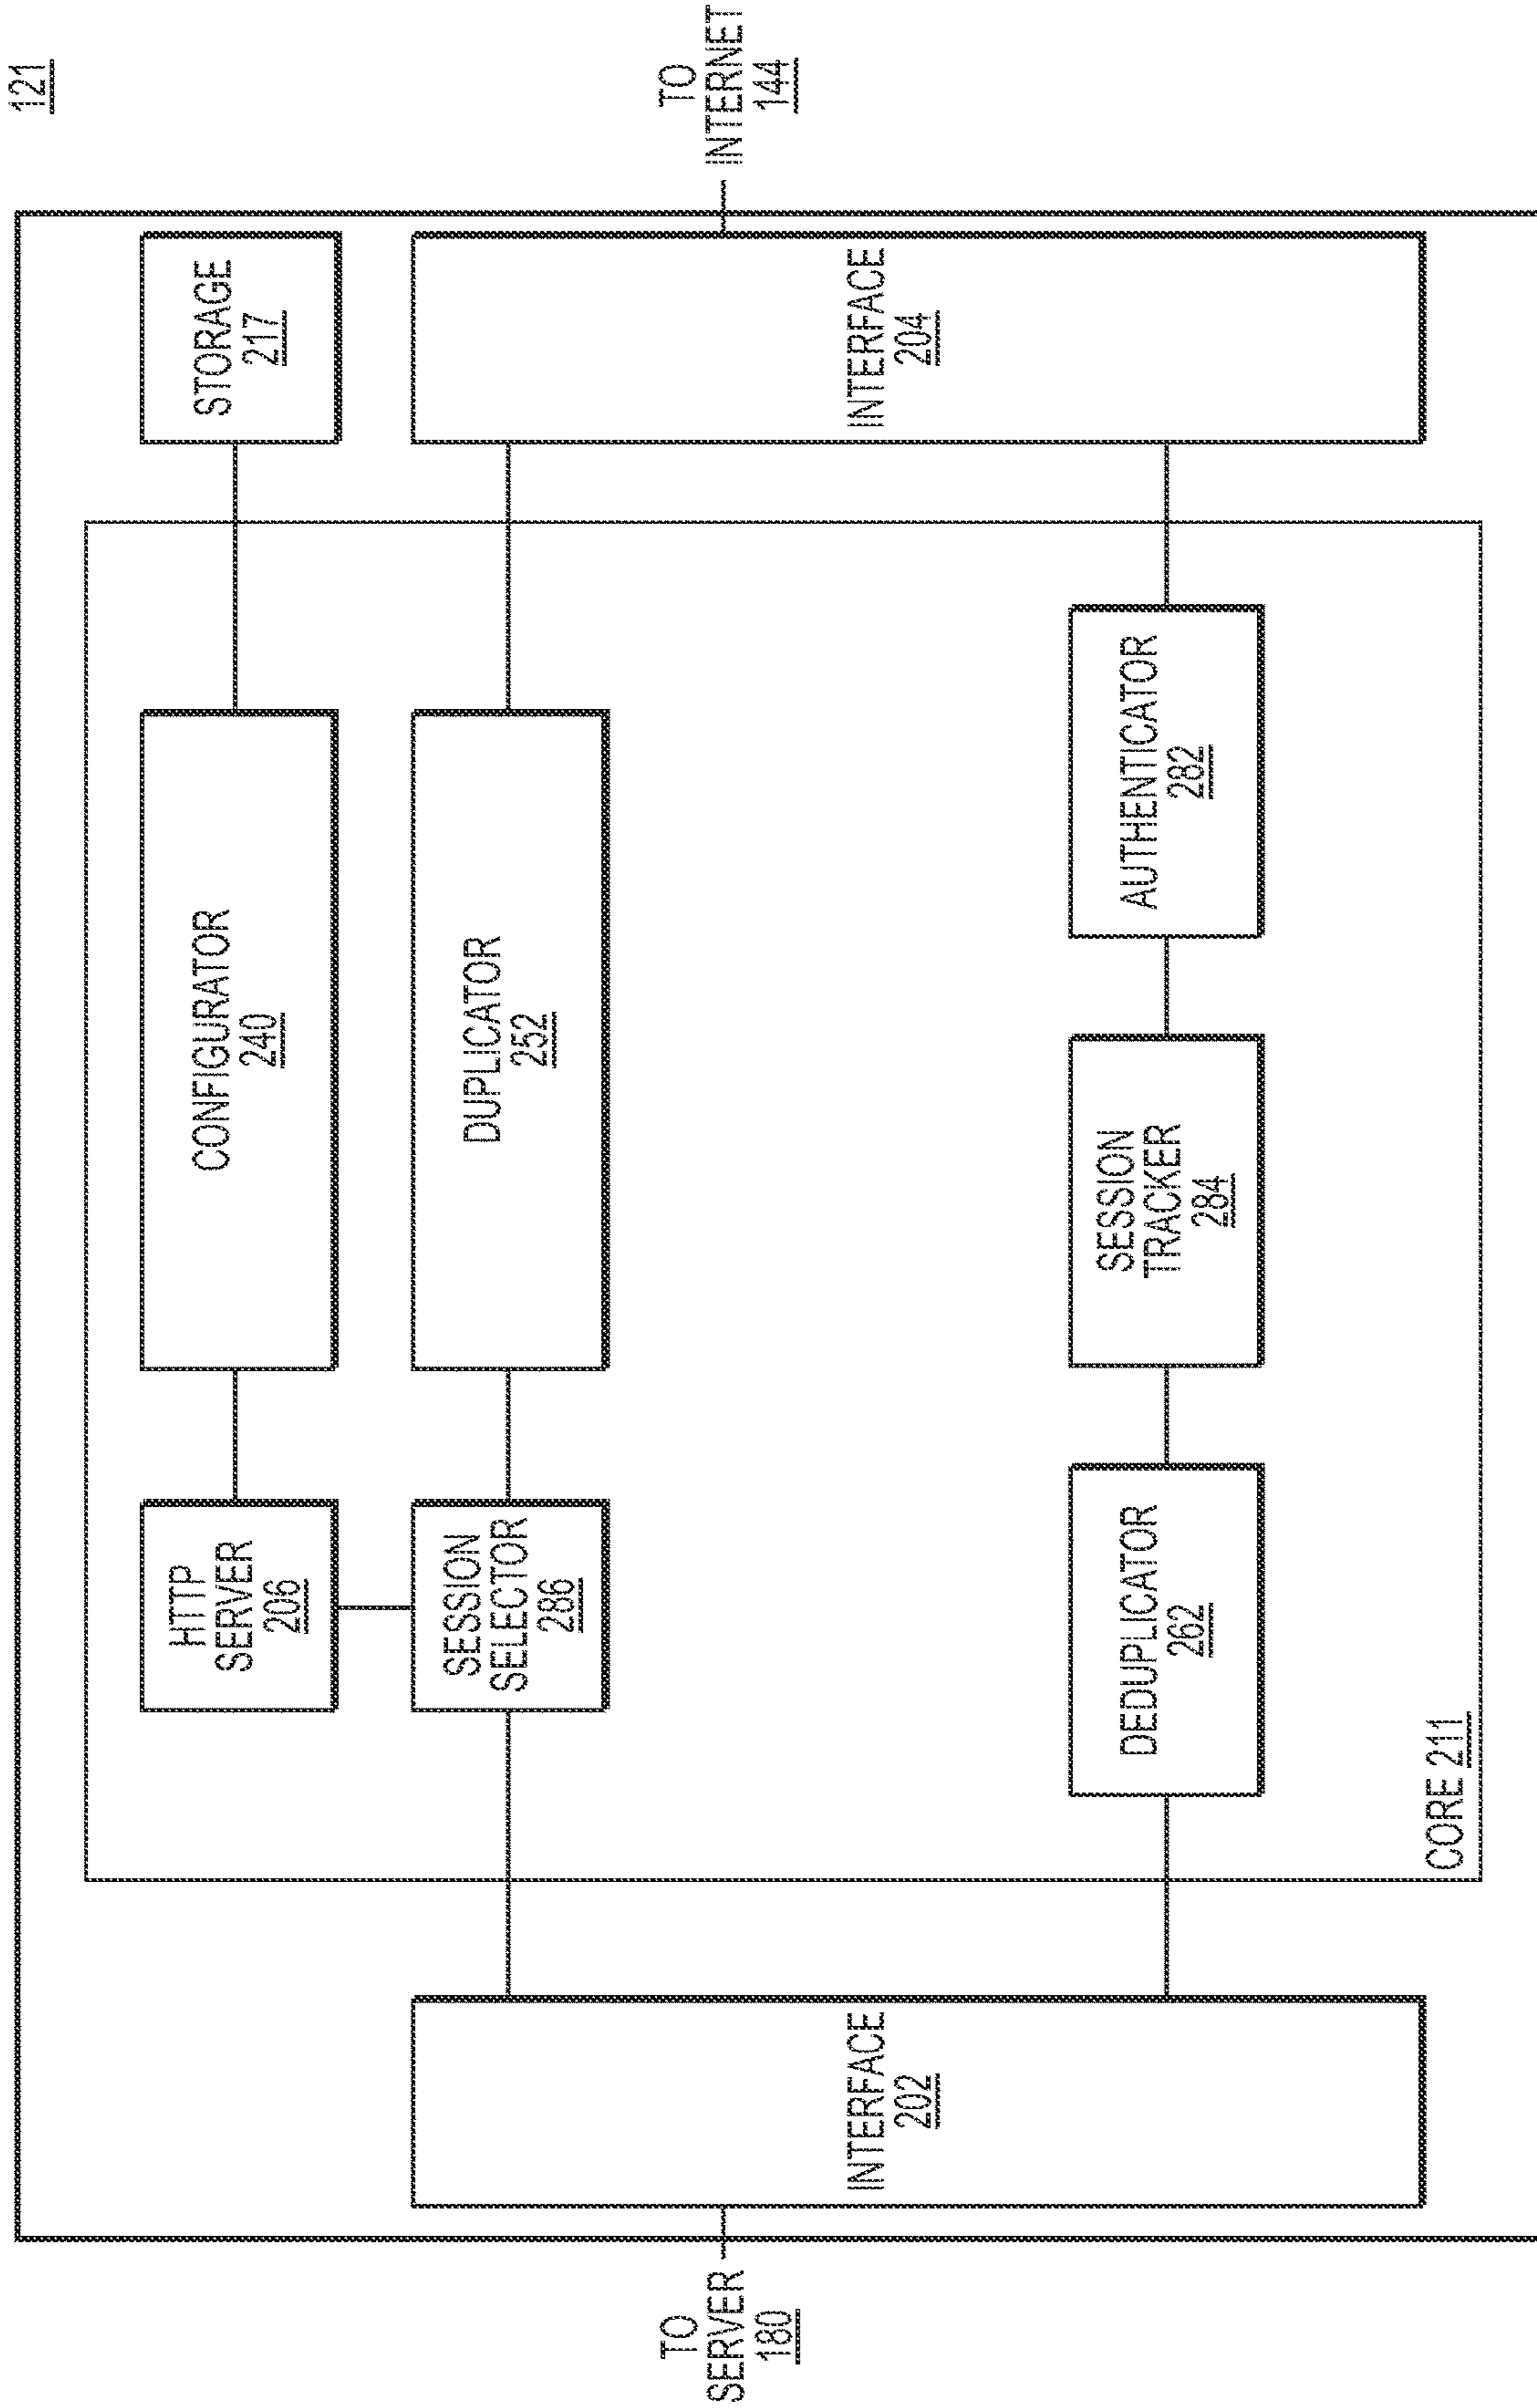 121
HTTP
SERVER
206
CONFIGURATOR
240
STORAGE
217
SESSION
SELECTOR
286
DUPLICATOR
252
TO
SERVER
180
INTERFACE
202
INTERFACE
204
TO
INTERNET
144
DEDUPLICATOR
262
SESSION
TRACKER
284
AUTHENTICATOR
282
CORE 211